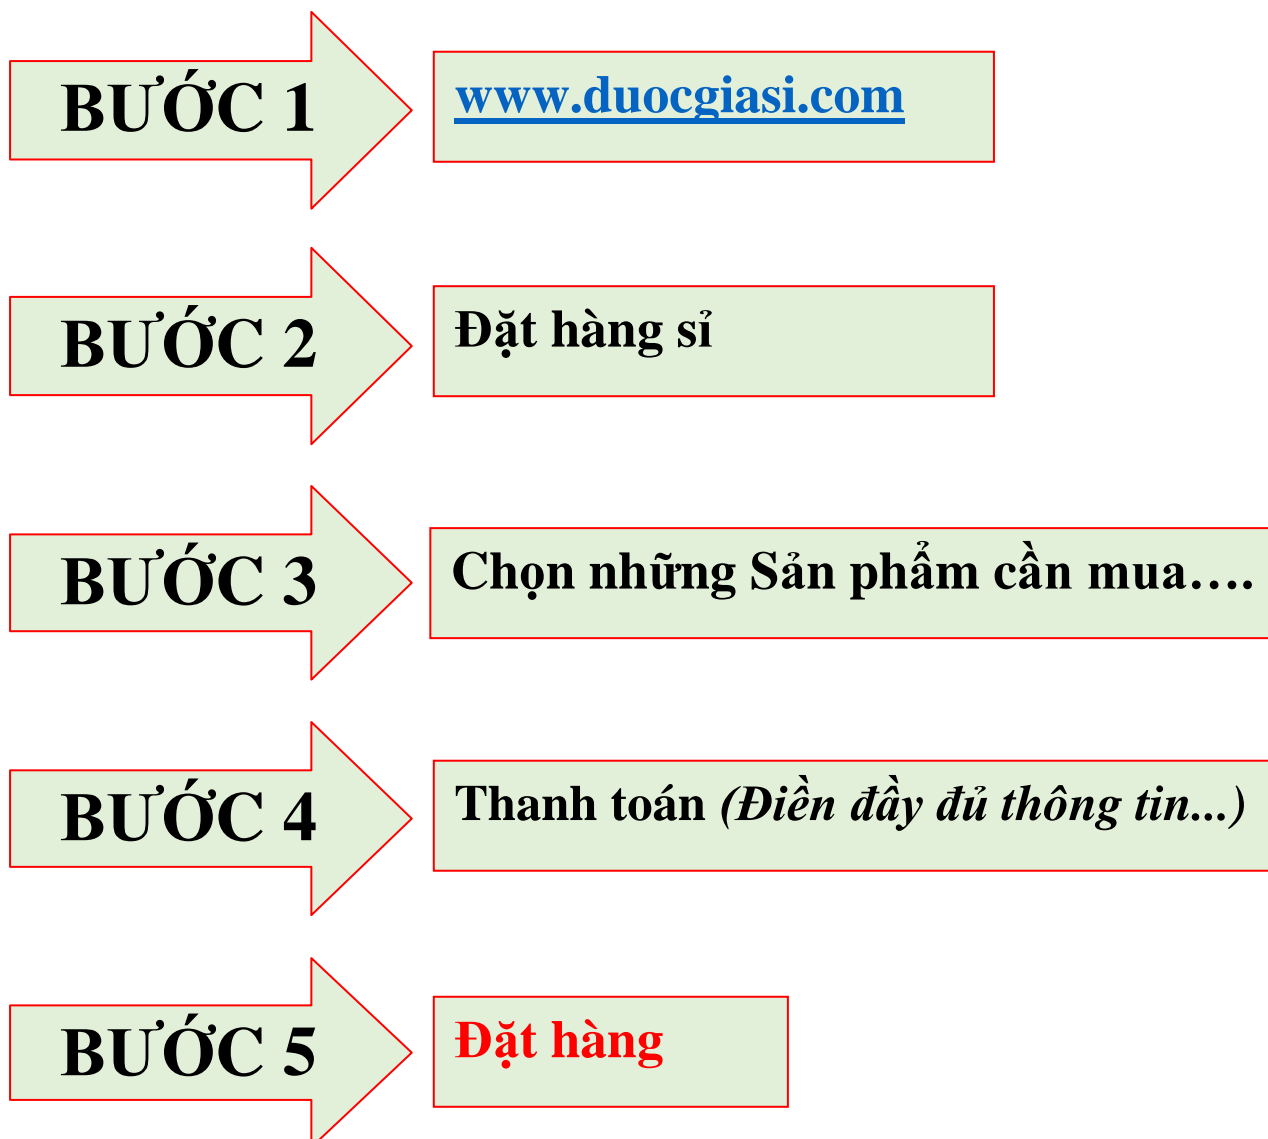 BƯỚC 1
www.duocgiasi.com
BƯỚC 2
Đặt hàng sỉ
BƯỚC 3
Chọn những Sản phẩm cần mua….
BƯỚC 4
Thanh toán (Điền đầy đủ thông tin...)
BƯỚC 5
Đặt hàng